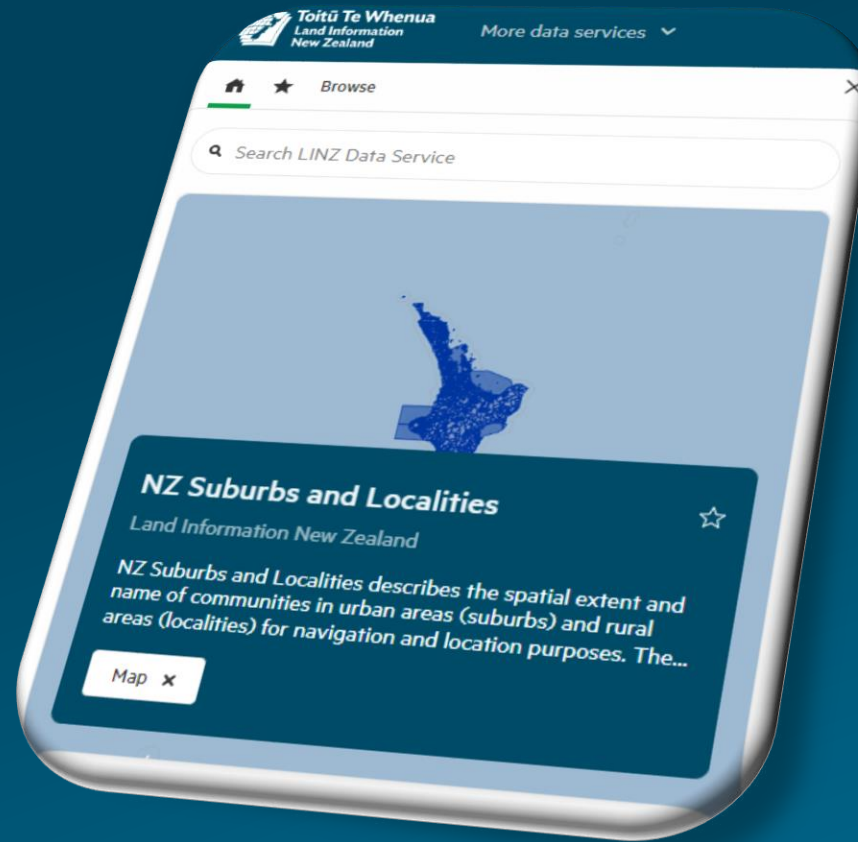 Toitū Te Whenua
Land Information
New Zealand
More data services
Browse
Search LINZ Data Service
NZ Suburbs and Localities
Land Information New Zealand
NZ Suburbs and Localities describes the spatial extent and
name of communities in urban areas (suburbs) and rural
areas (localities) for navigation and location purposes. The...
Map ×